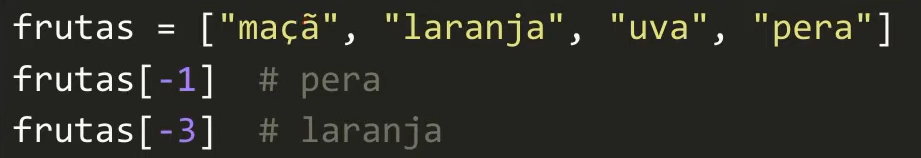 frutas = ["maçã", "laranja", "uva", "pera"]
frutas[-1]  # pera
frutas[-3]  # laranja